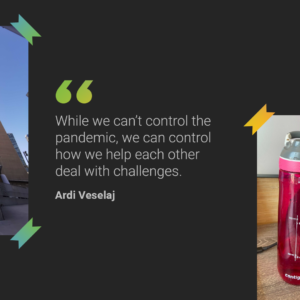 While we can't control the
pandemic, we can control
how we help each other
deal with challenges.
Ardi Veselaj